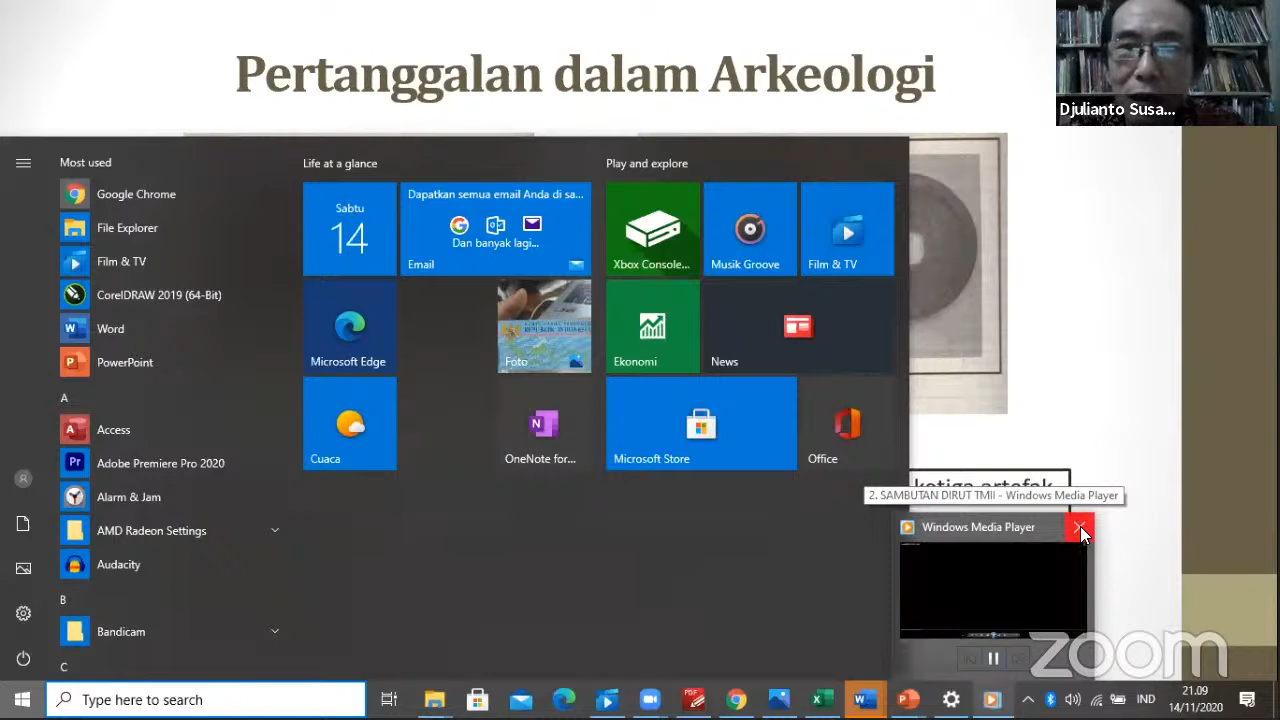 Pertanggalan dalam Arkeologi
Djulianto Susa...
Most used
Google Chrome
File Explorer
Film & TV
CorelDRAW 2019 (64-Bit)
Word
PowerPoint
A
Access
Adobe Premiere Pro 2020
Alarm & Jam
AMD Radeon Settings
Audacity
B
Bandicam
C
Life at a glance
Sabtu
14
Dapatkan semua email Anda di sa...
Dan banyak lagi...
Email
Microsoft Edge
REPUBLIK INDONESIA
Foto
Cuaca
OneNote for...
Play and explore
Xbox Console...
Musik Groove
Film & TV
Ekonomi
News
Microsoft Store
Office
ketiga artefak
2. SAMBUTAN DIRUT TMII - Windows Media Player
Windows Media Player
zoom
Type here to search
IND
21.09
14/11/2020